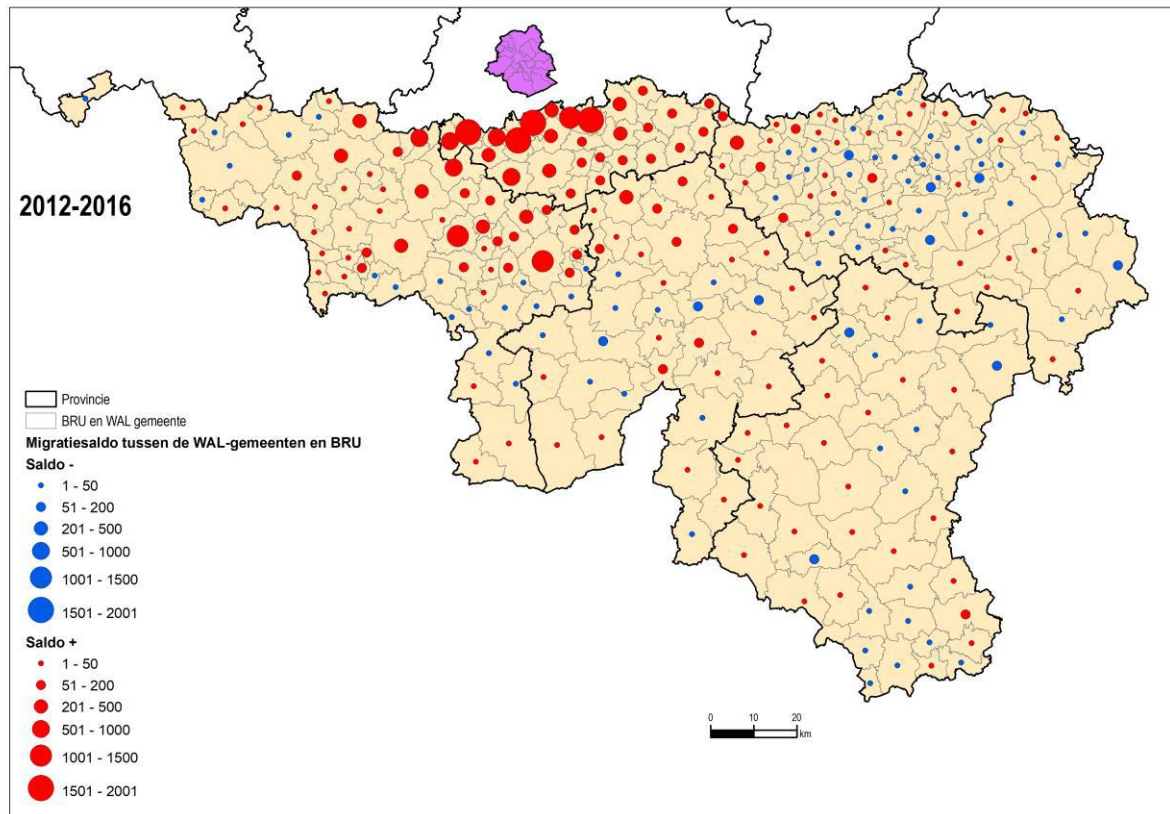 2012-2016
Provincie
BRU en WAL gemeente
Migratiesaldo tussen de WAL-gemeenten en BRU
Saldo -
1 - 50
51 - 200
201 - 500
501 - 1000
1001 - 1500
1501 - 2001
Saldo +
1 - 50
51 - 200
201 - 500
501 - 1000
1001 - 1500
1501 - 2001
0 10 20
km